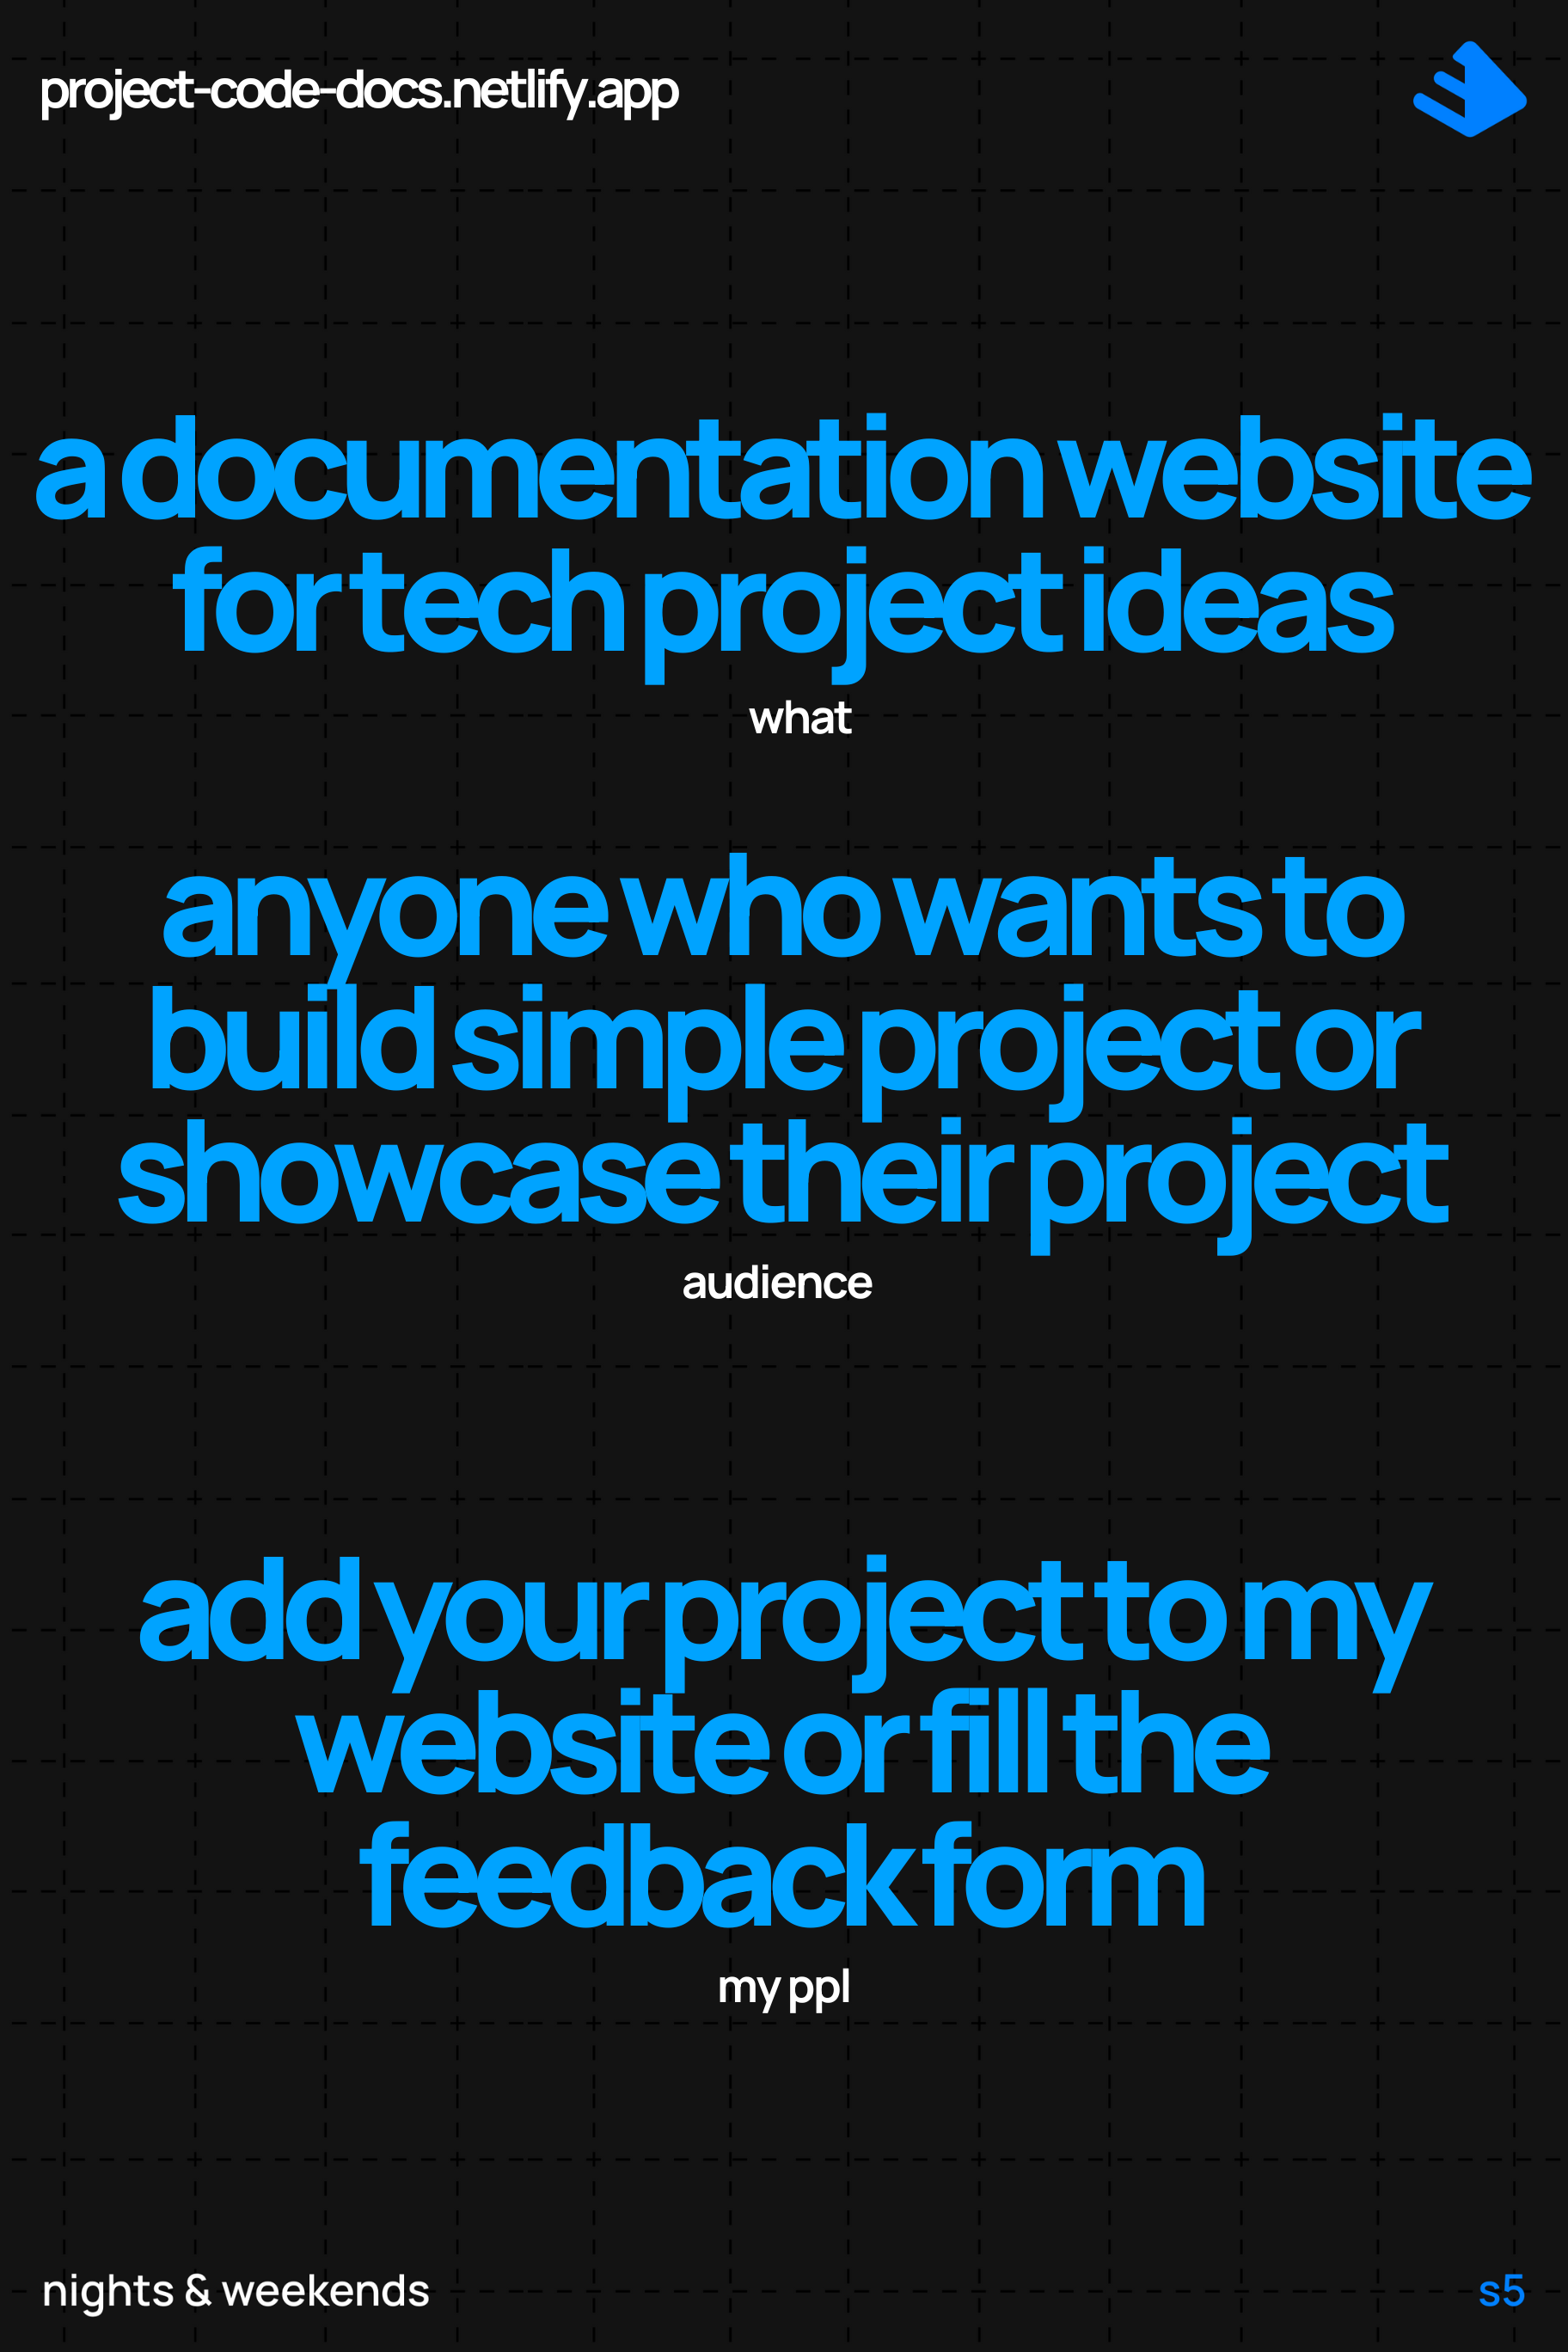 project-code-docs.netlify.app
a documentation website
for tech project ideas
what
anyone who wants to
build simple project or
showcase their project
audience
add your project to my
website or fill the
feedback form
my ppl
nights & weekends
s5